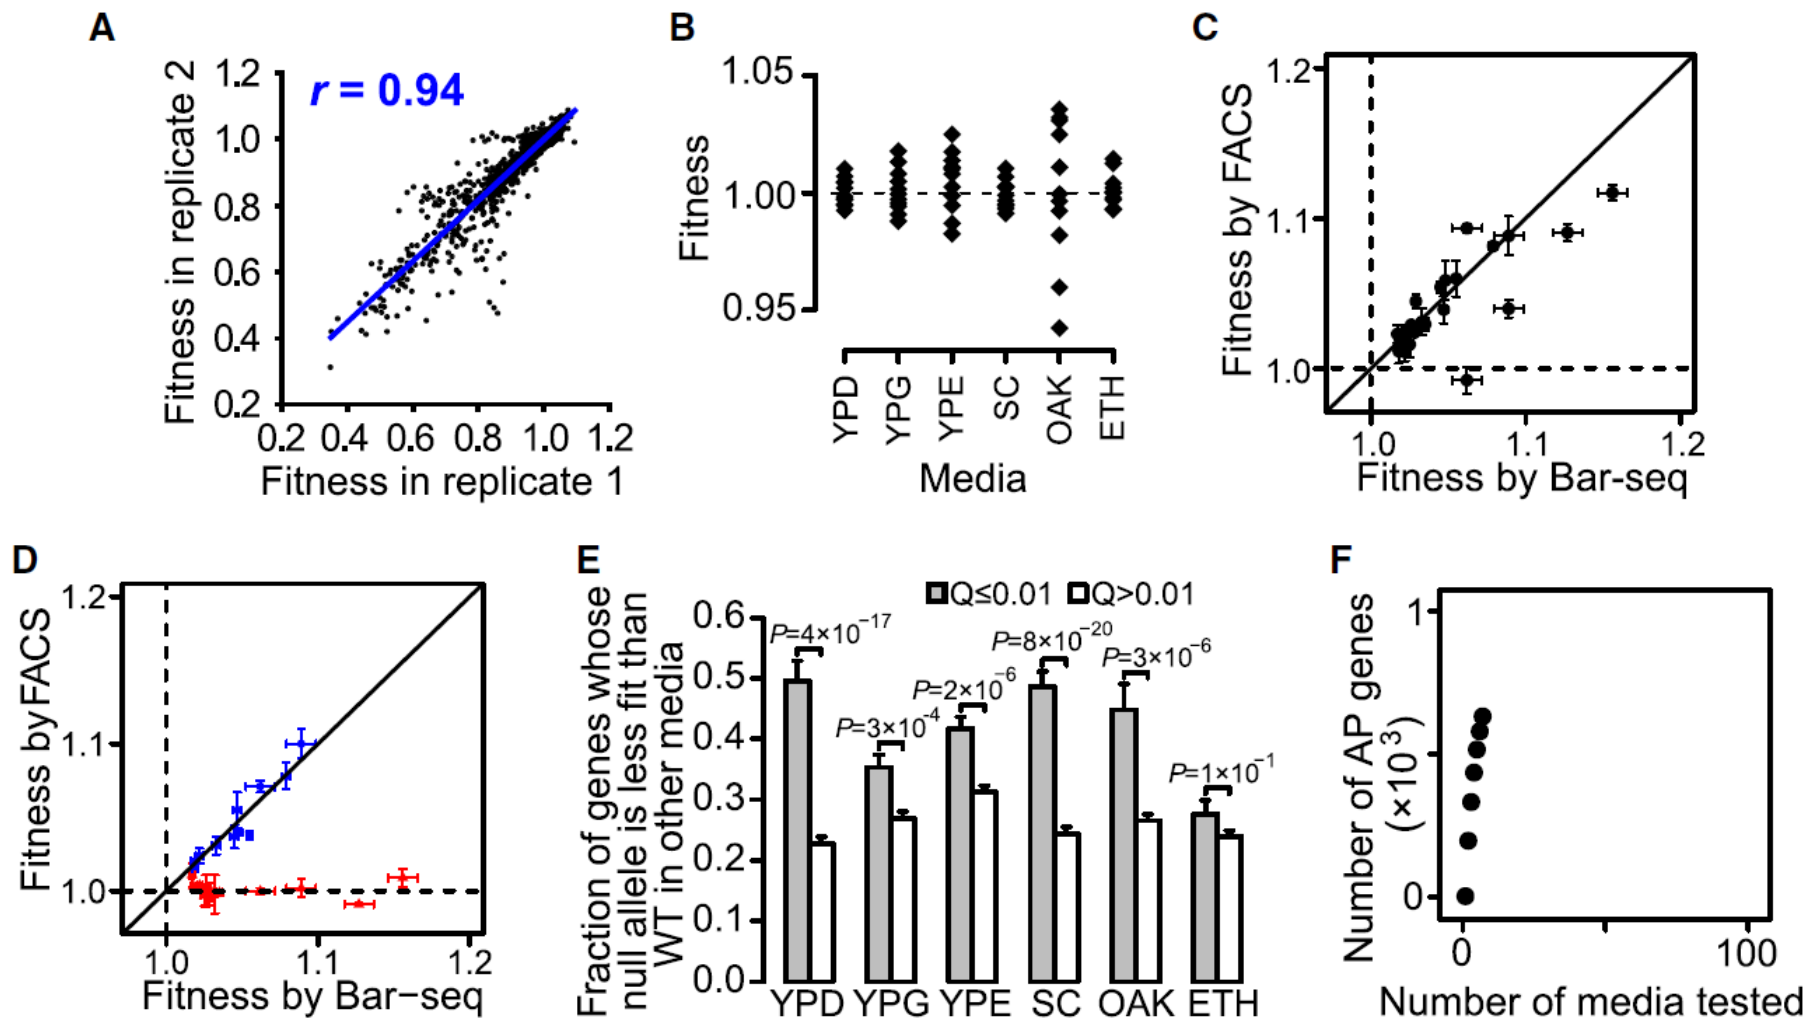 A
Fitness in replicate 2
1.2
1.0
0.8
0.6
0.4
0.2
r = 0.94
0.2 0.4 0.6 0.8 1.0 1.2
Fitness in replicate 1
B
Fitness
1.05
1.00
0.95
YPD
YPG
YPE
SC
OAK
ETH
Media
C
Fitness by FACS
1.2
1.1
1.0
1.0 1.1 1.2
Fitness by Bar-seq
D
Fitness by FACS
1.2
1.1
1.0
1.0 1.1 1.2
Fitness by Bar−seq
E
Fraction of genes whose
null allele is less fit than
WT in other media
Q≤0.01 Q>0.01
0.6
0.5
0.4
0.3
0.2
0.1
0.0
P=4×10⁻¹⁷
P=3×10⁻⁴
P=2×10⁻⁶
P=8×10⁻²⁰
P=3×10⁻⁶
P=1×10⁻¹
YPD YPG YPE SC OAK ETH
F
Number of AP genes
(×10³)
1
0
0 100
Number of media tested